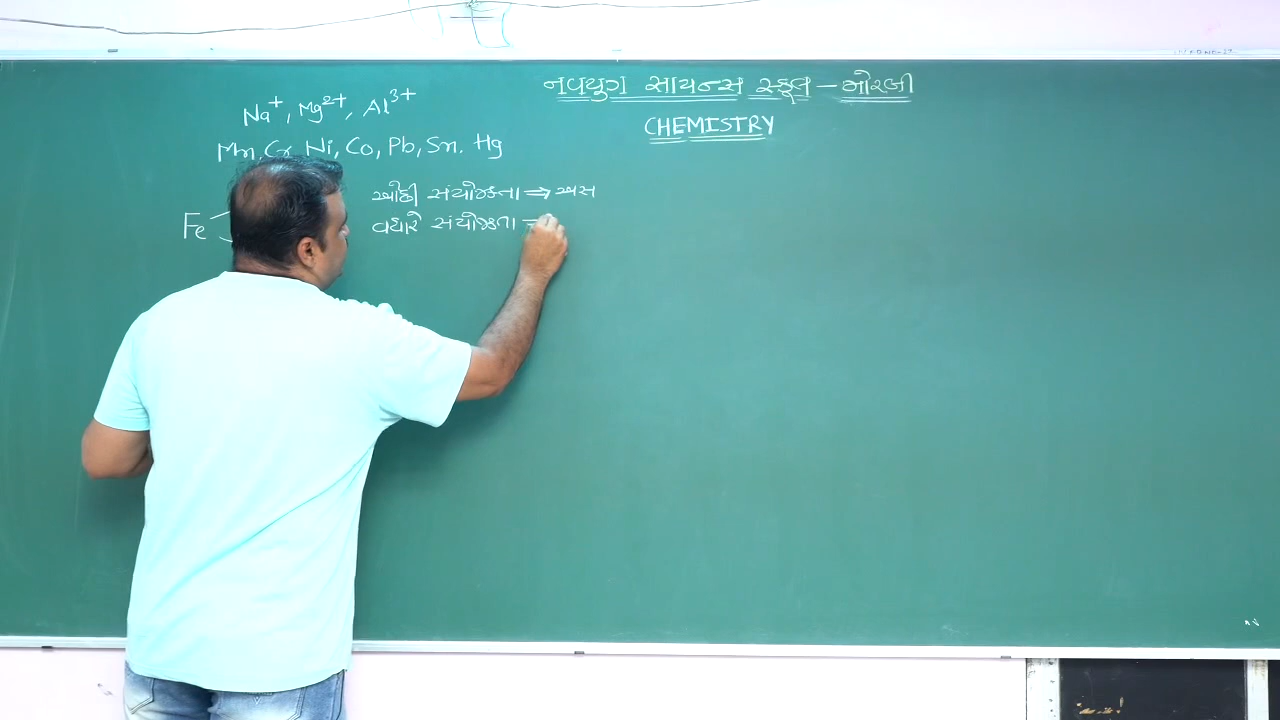 નવયુગ સાયન્સ સ્કૂલ – મોરબી
CHEMISTRY
Na⁺, Mg²⁺, Al³⁺
Mn, Cr, Ni, Co, Pb, Sn, Hg
ઓછી સંયોજકતા ⇒ અસ
વધારે સંયોજકતા
Fe